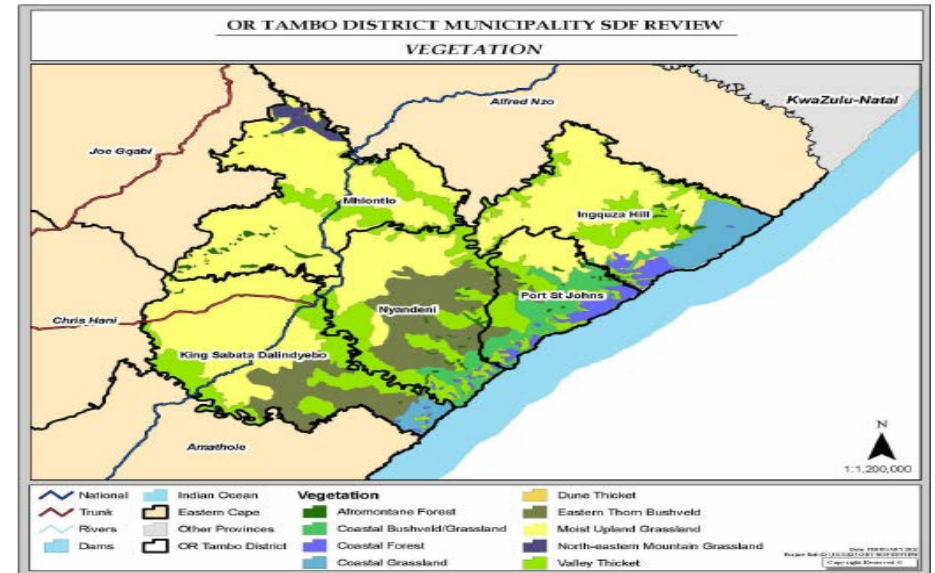 OR TAMBO DISTRICT MUNICIPALITY SDF REVIEW
VEGETATION
Alfred Nzo
KwaZulu-Natal
Joe Gqabi
Mhlontlo
Ingquza Hill
Port St Johns
Nyandeni
Chris Hani
King Sabata Dalindyebo
Amathole
N
1:1,200,000
National
Trunk
Rivers
Dams
Indian Ocean
Eastern Cape
Other Provinces
OR Tambo District
Vegetation
Afromontane Forest
Coastal Bushveld/Grassland
Coastal Forest
Coastal Grassland
Dune Thicket
Eastern Thorn Bushveld
Moist Upland Grassland
North-eastern Mountain Grassland
Valley Thicket
Copyright Reserved ©